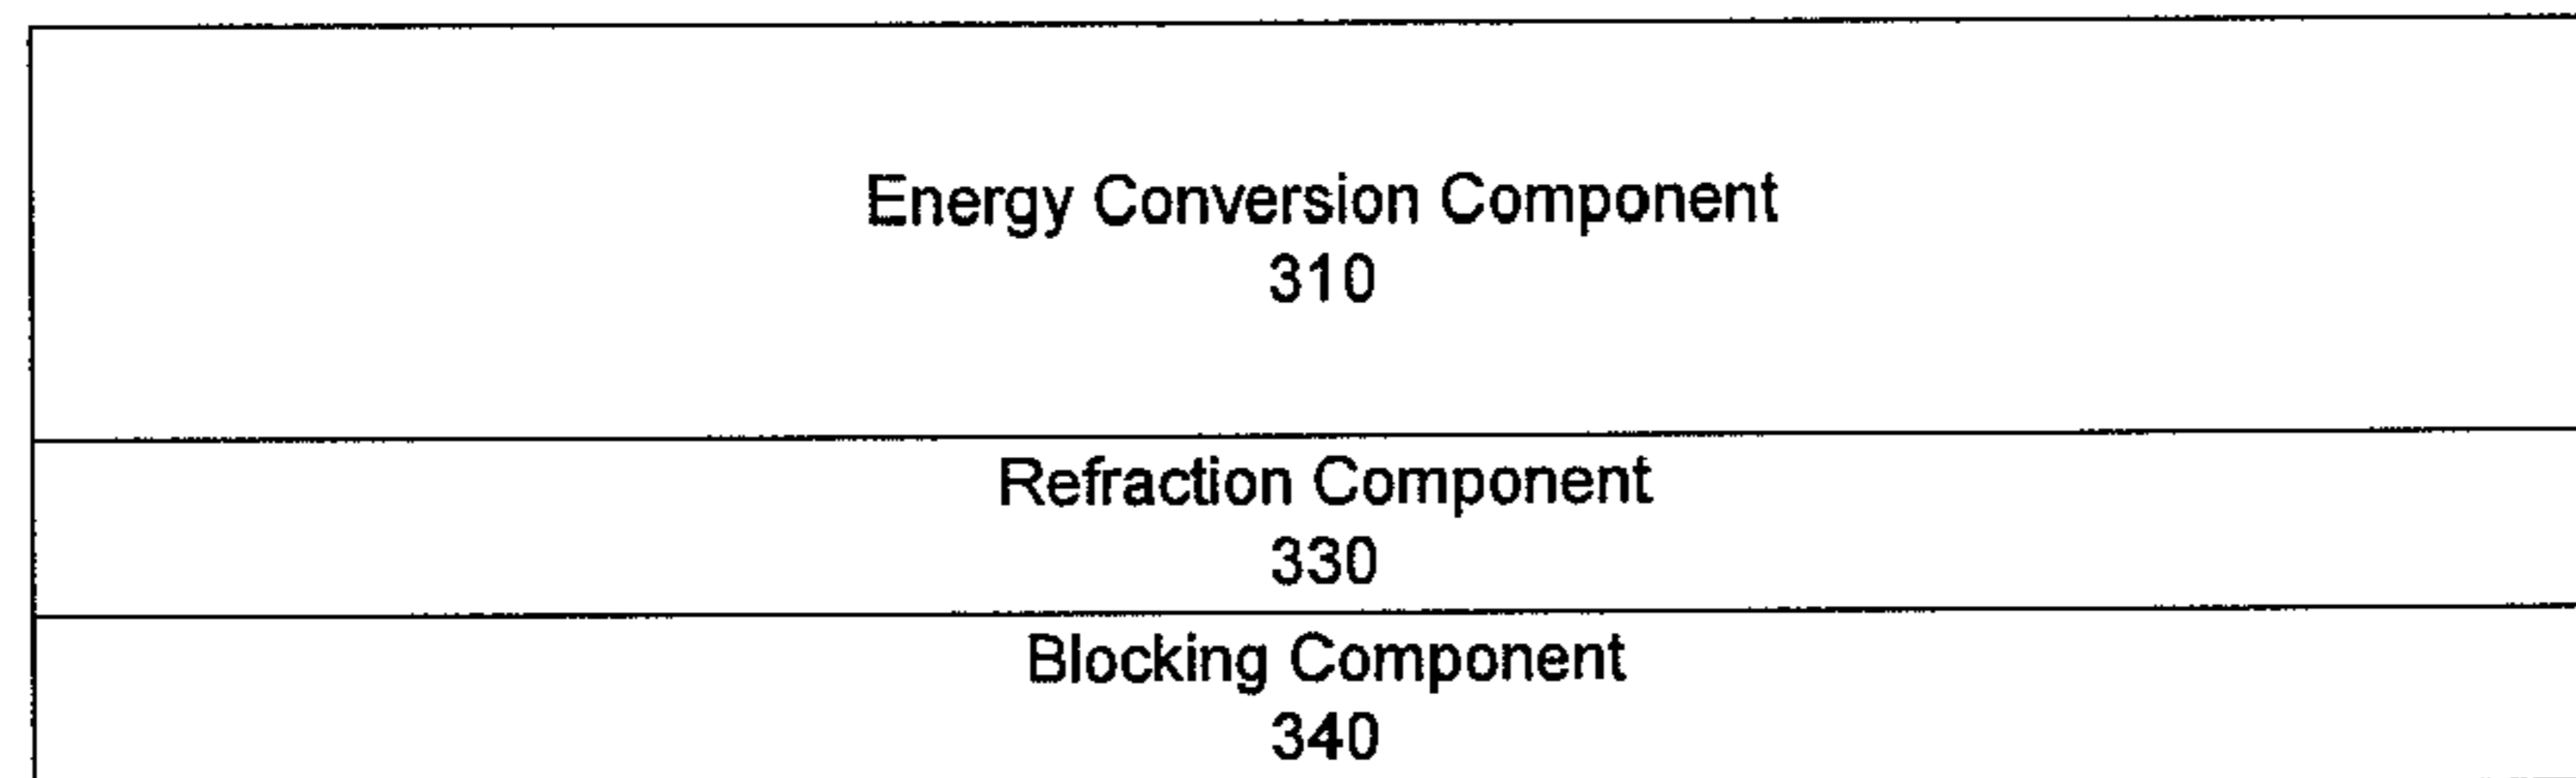 Energy Conversion Component
310
Refraction Component
330
Blocking Component
340